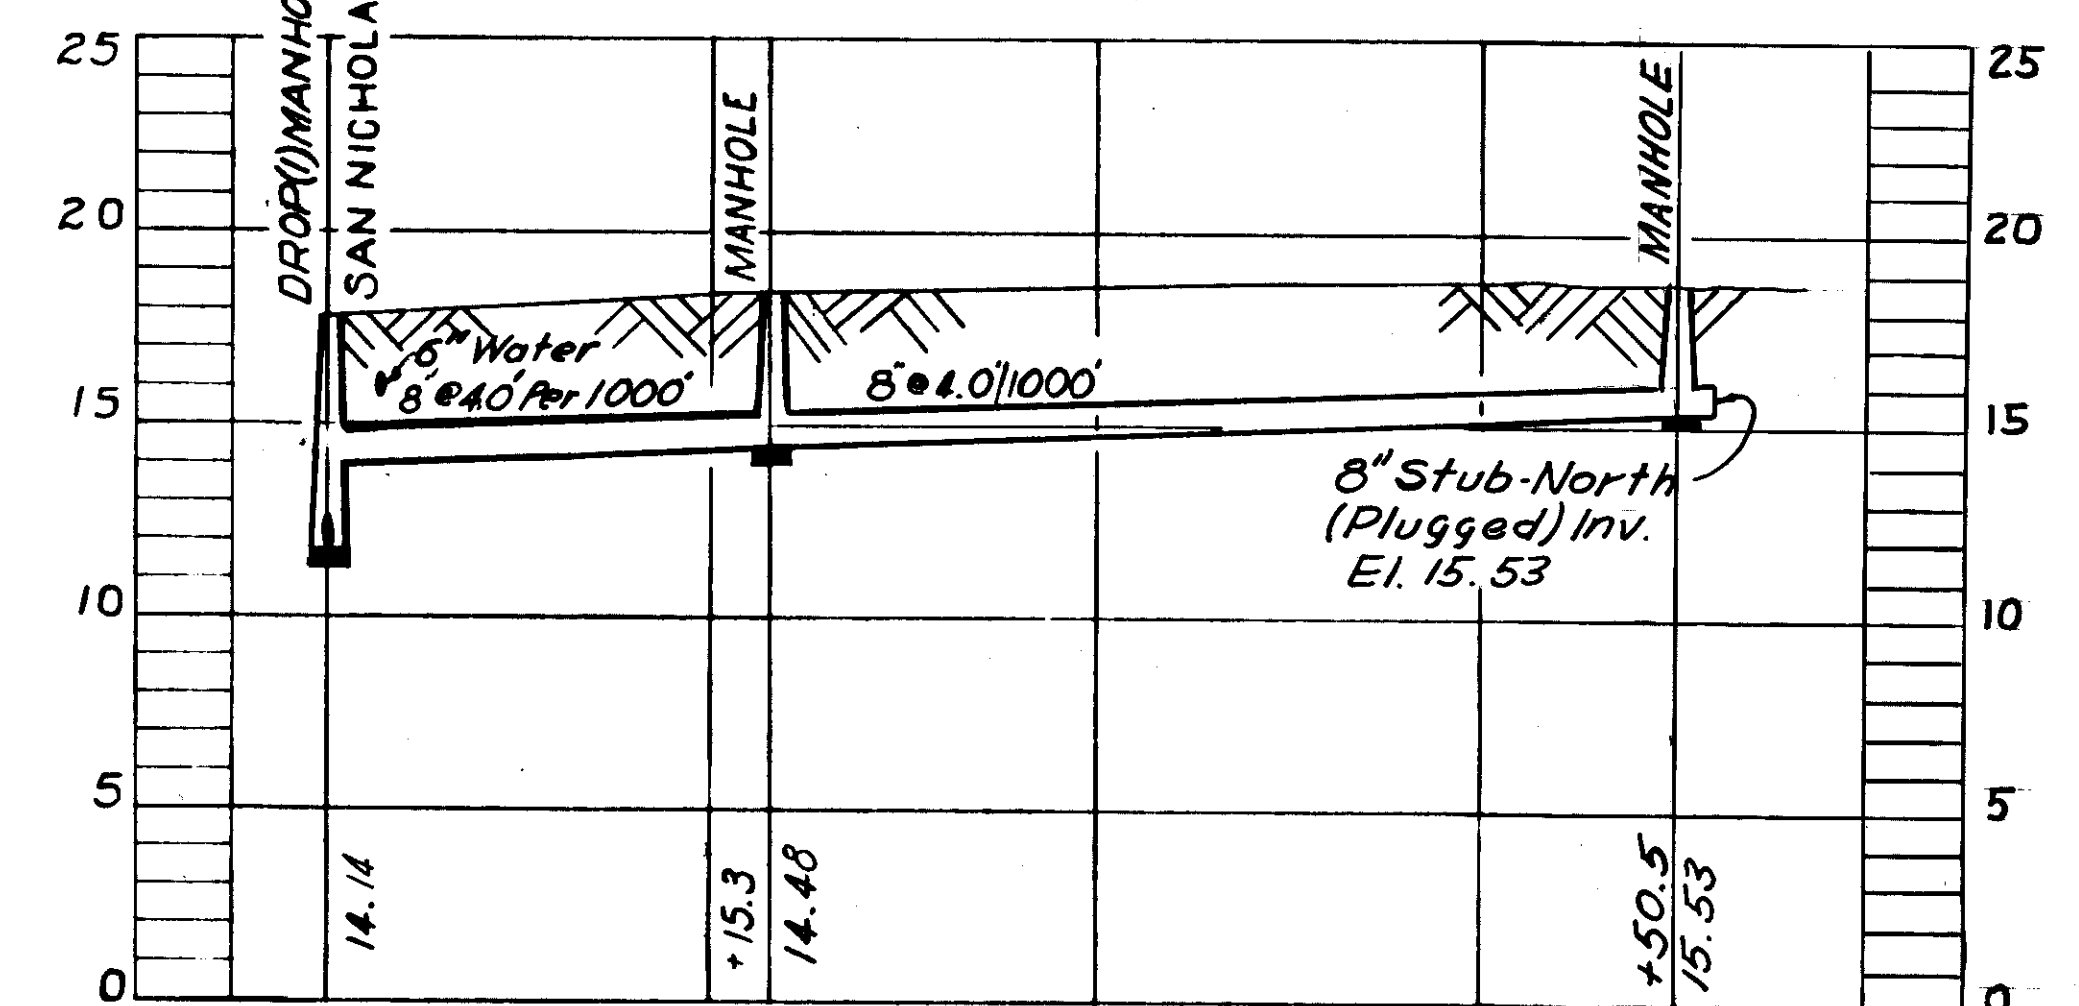 DROP(1)MANHO
SAN NICHOLA
MANHOLE
MANHOLE
25
25
20
20
6" Water
8" @ 4.0' Per 1000'
8" @ 4.0'/1000'
15
15
8" Stub-North
(Plugged) Inv.
El. 15.53
10
10
5
5
14.14
+15.3
14.48
+50.5
15.53
0
0